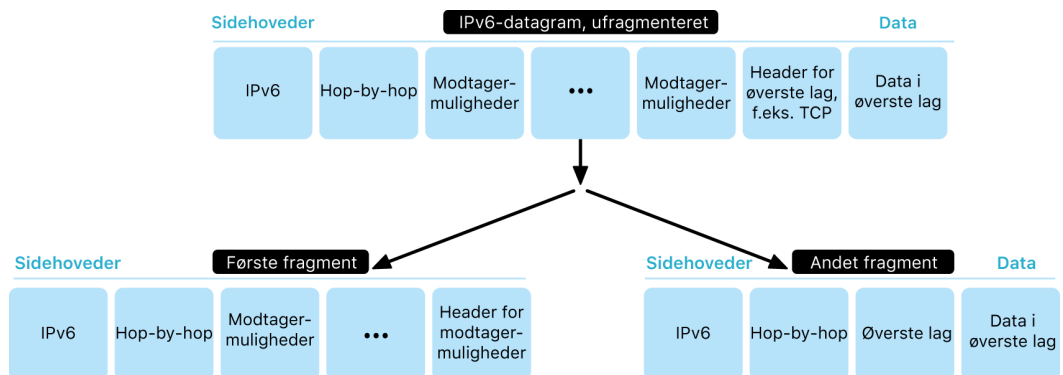 Sidehoveder
IPv6-datagram, ufragmenteret
Data
IPv6
Hop-by-hop
Modtager-
muligheder
•••
Modtager-
muligheder
Header for
øverste lag,
f.eks. TCP
Data i
øverste lag
Sidehoveder
Første fragment
IPv6
Hop-by-hop
Modtager-
muligheder
•••
Header for
modtager-
muligheder
Sidehoveder
Andet fragment
Data
IPv6
Hop-by-hop
Øverste lag
Data i
øverste lag